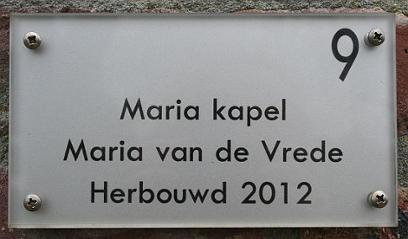 9
Maria kapel
Maria van de Vrede
Herbouwd 2012